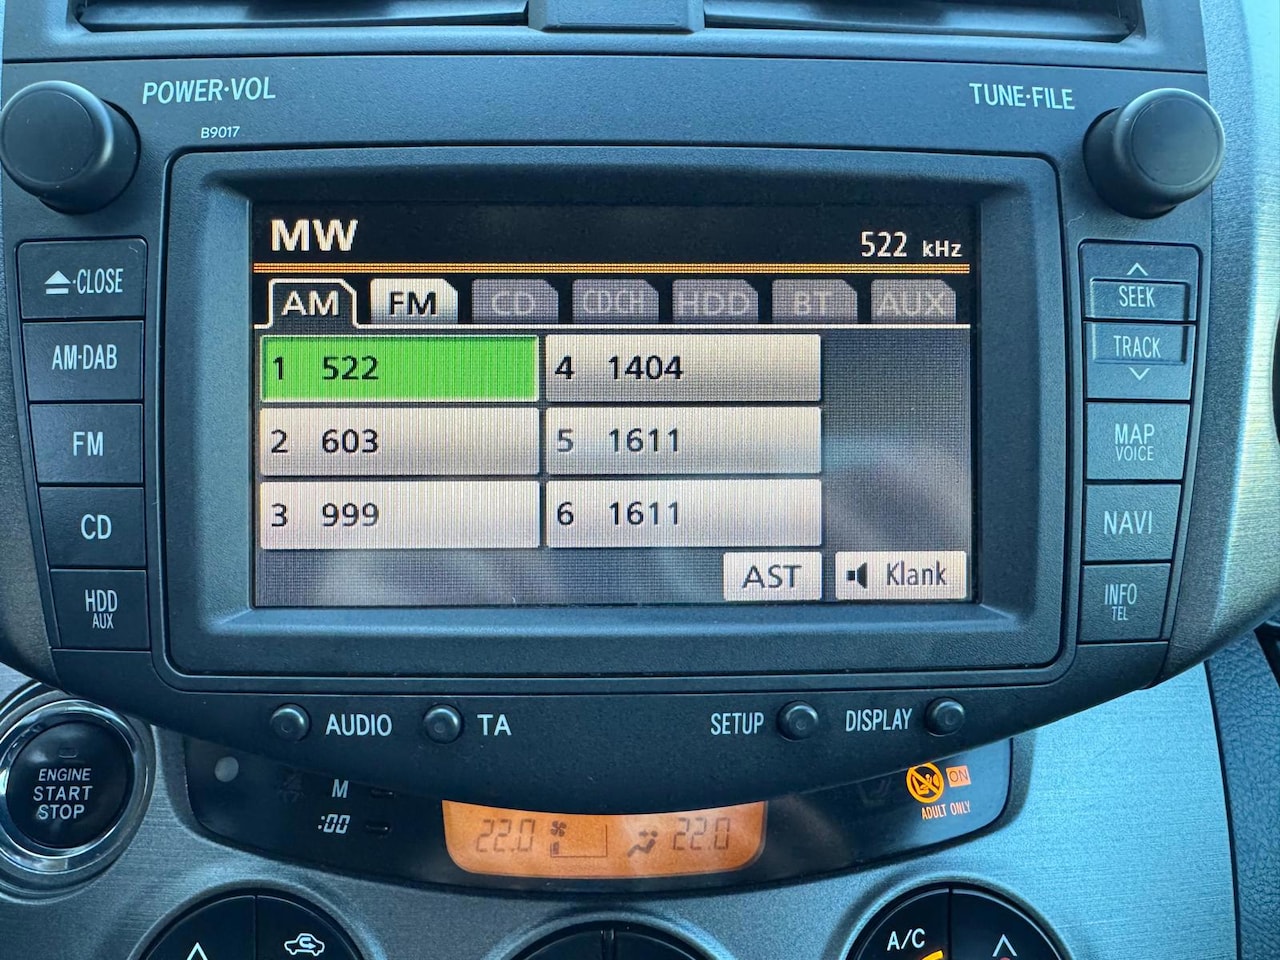 POWER·VOL
TUNE·FILE
B9017
MW
522 kHz
AM FM CD CDCH HDD BT AUX
1 522
4 1404
2 603
5 1611
3 999
6 1611
AST
Klank
CLOSE
AM·DAB
FM
CD
HDD
AUX
SEEK
TRACK
MAP
VOICE
NAVI
INFO
TEL
AUDIO
TA
SETUP
DISPLAY
ENGINE
START
STOP
M
:00
22.0
22.0
ON
ADULT ONLY
A/C